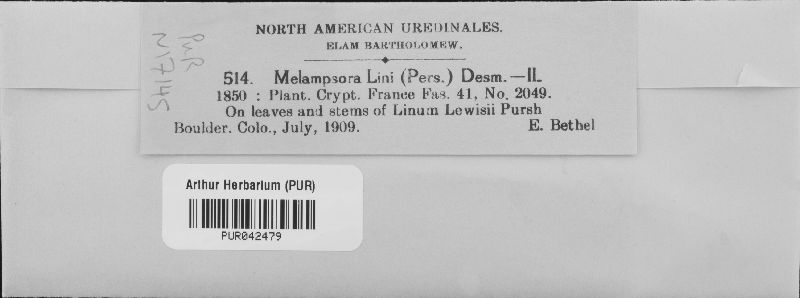 NORTH AMERICAN UREDINALES.
ELAM BARTHOLOMEW.
514. Melampsora Lini (Pers.) Desm.—II.
1850 : Plant. Crypt. France Fas. 41, No. 2049.
On leaves and stems of Linum Lewisii Pursh
Boulder. Colo., July, 1909. E. Bethel
PUR
N1745
Arthur Herbarium (PUR)
PUR042479